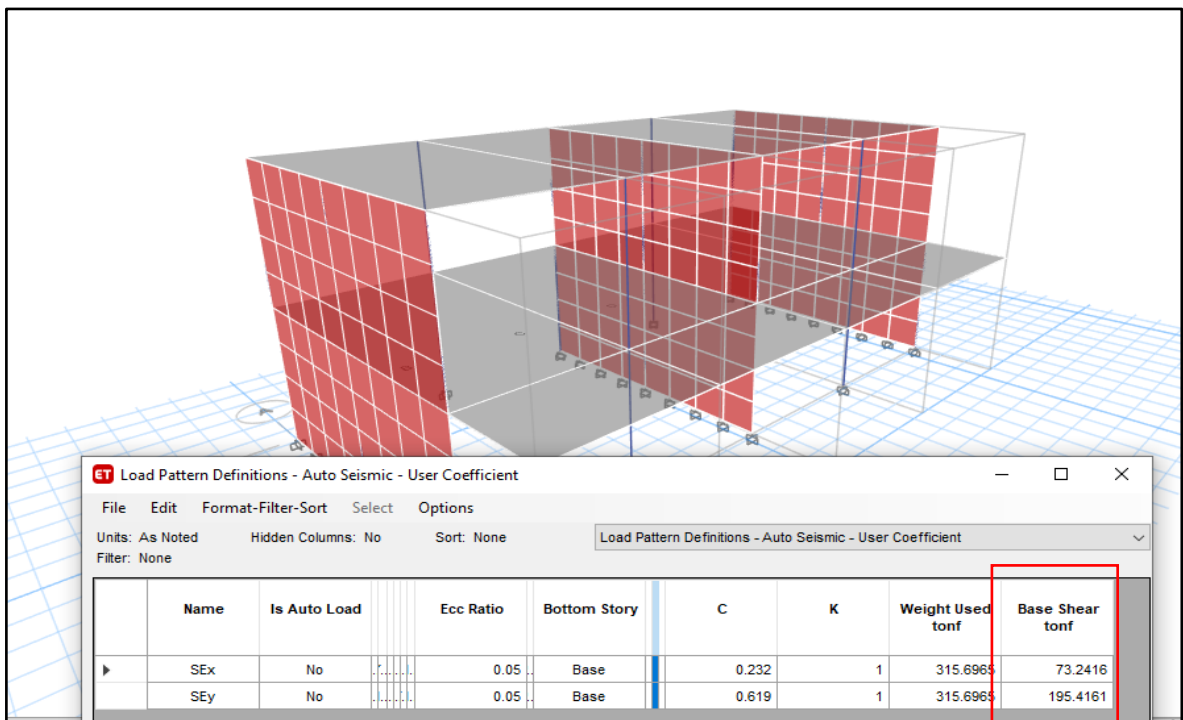 ET Load Pattern Definitions - Auto Seismic - User Coefficient
File Edit Format-Filter-Sort Select Options
Units: As Noted Hidden Columns: No Sort: None Load Pattern Definitions - Auto Seismic - User Coefficient
Filter: None
Name Is Auto Load Ecc Ratio Bottom Story C K Weight Used tonf Base Shear tonf
SEx No 0.05 Base 0.232 1 315.6965 73.2416
SEy No 0.05 Base 0.619 1 315.6965 195.4161